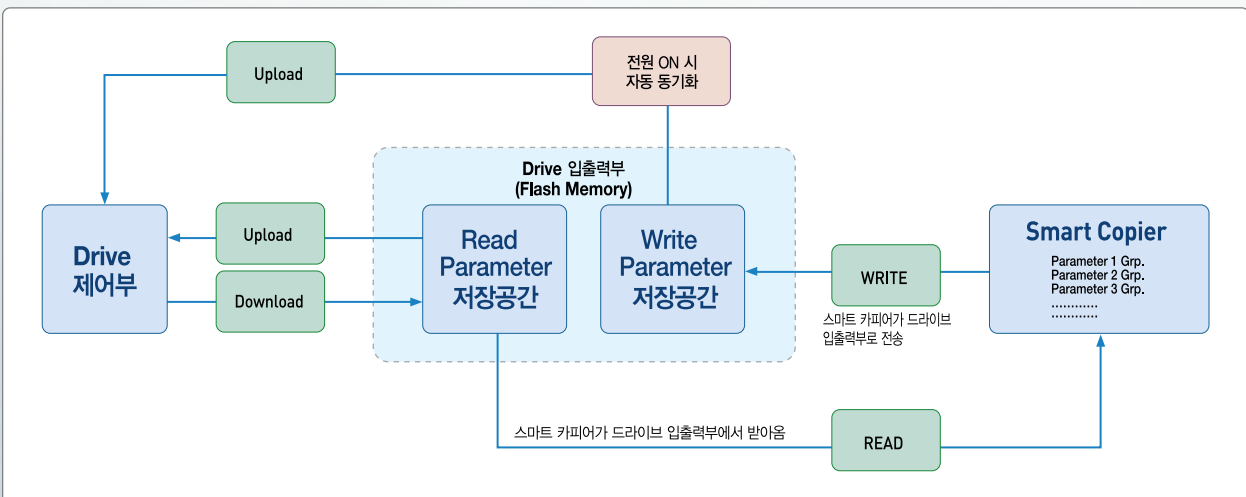 Upload
전원 ON 시
자동 동기화
Drive 입출력부
(Flash Memory)
Drive
제어부
Upload
Download
Read
Parameter
저장공간
Write
Parameter
저장공간
WRITE
스마트 카피어가 드라이브
입출력부로 전송
Smart Copier
Parameter 1 Grp.
Parameter 2 Grp.
Parameter 3 Grp.
............
............
스마트 카피어가 드라이브 입출력부에서 받아옴
READ